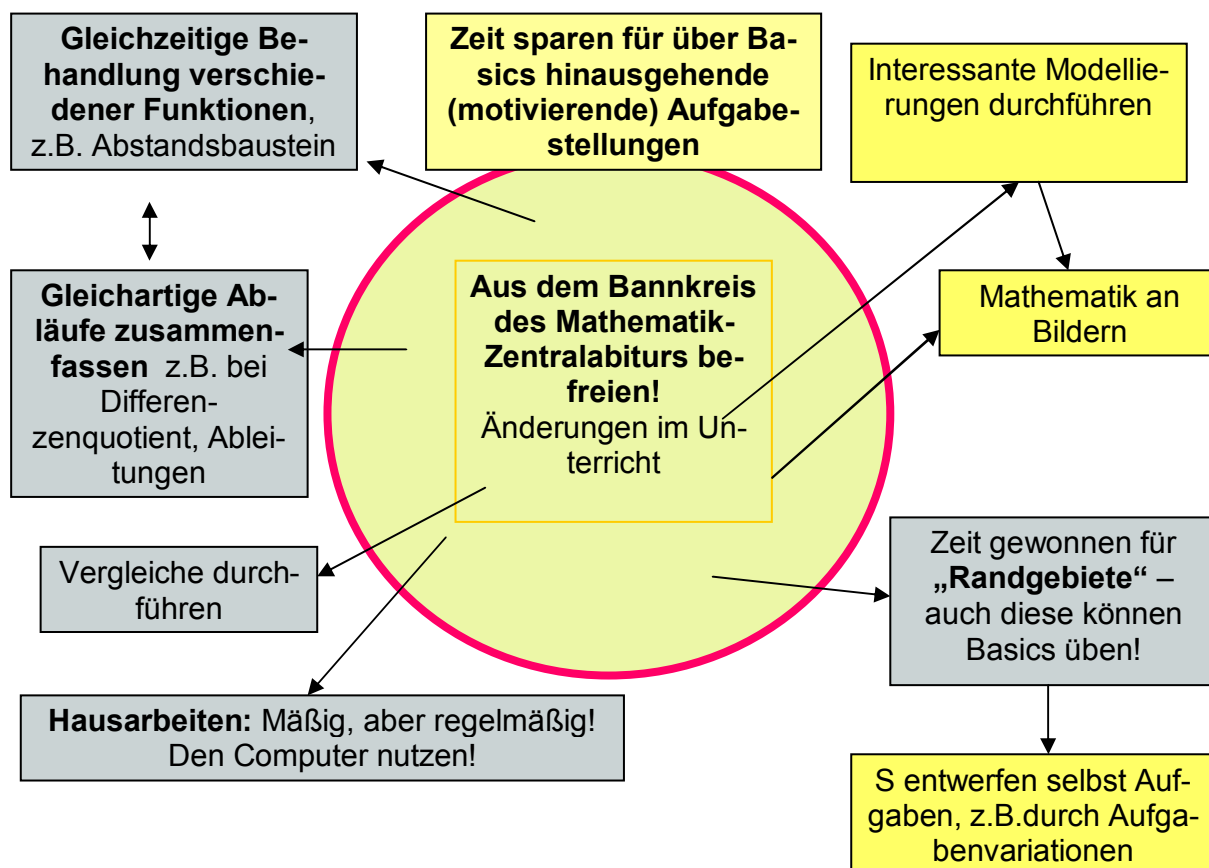 Gleichzeitige Be-
handlung verschie-
dener Funktionen,
z.B. Abstandsbaustein
Zeit sparen für über Ba-
sics hinausgehende
(motivierende) Aufgabe-
stellungen
Interessante Modellie-
rungen durchführen
Gleichartige Ab-
läufe zusammen-
fassen z.B. bei
Differen-
zenquotient, Ablei-
tungen
Aus dem Bannkreis
des Mathematik-
Zentralabiturs be-
freien!
Änderungen im Un-
terricht
Mathematik an
Bildern
Vergleiche durch-
führen
Zeit gewonnen für
„Randgebiete“ –
auch diese können
Basics üben!
Hausarbeiten: Mäßig, aber regelmäßig!
Den Computer nutzen!
S entwerfen selbst Auf-
gaben, z.B.durch Aufga-
benvariationen